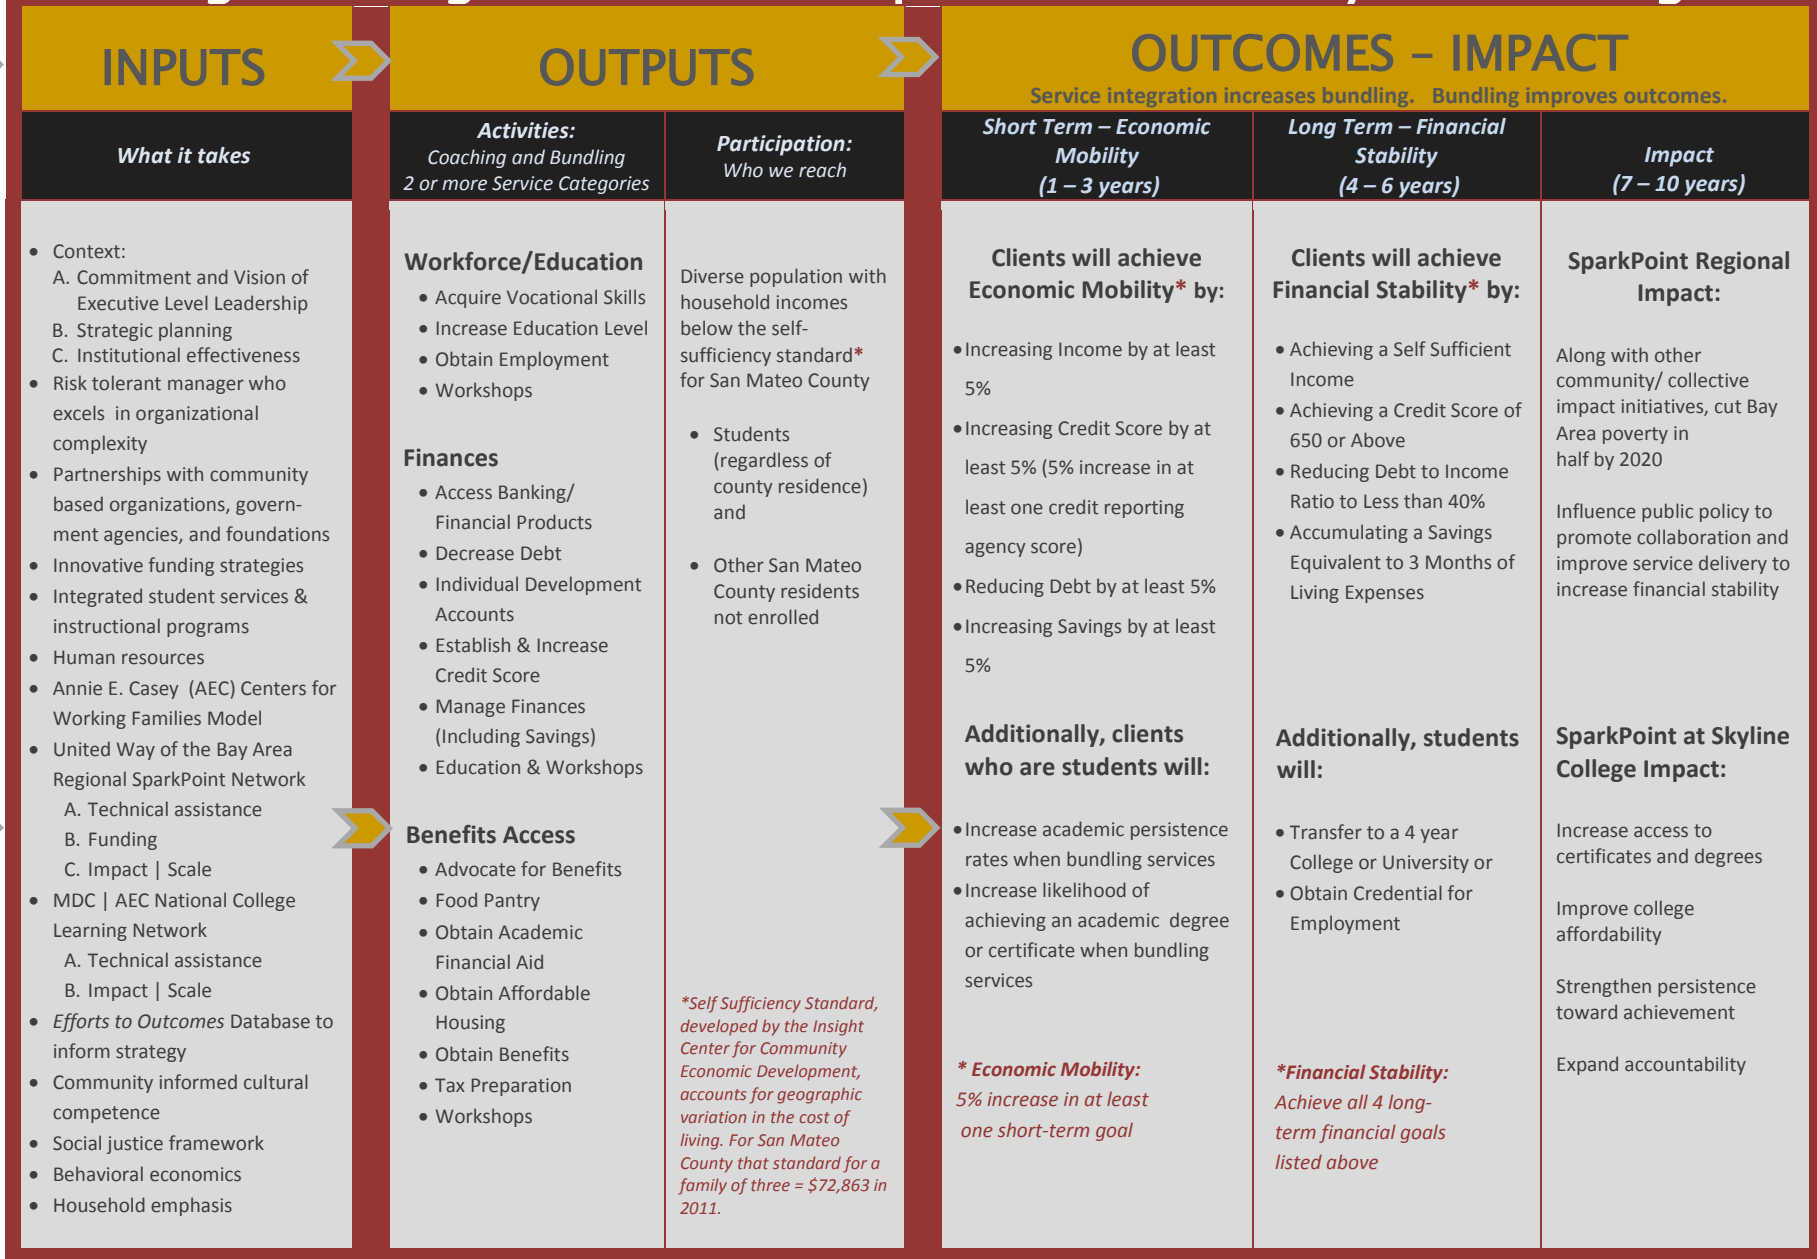 INPUTS
OUTPUTS
OUTCOMES – IMPACT
Service integration increases bundling. Bundling improves outcomes.
What it takes
Activities:
Coaching and Bundling
2 or more Service Categories
Participation:
Who we reach
Short Term – Economic
Mobility
(1 – 3 years)
Long Term – Financial
Stability
(4 – 6 years)
Impact
(7 – 10 years)
• Context:
A. Commitment and Vision of
Executive Level Leadership
B. Strategic planning
C. Institutional effectiveness
• Risk tolerant manager who
excels in organizational
complexity
• Partnerships with community
based organizations, govern-
ment agencies, and foundations
• Innovative funding strategies
• Integrated student services &
instructional programs
• Human resources
• Annie E. Casey (AEC) Centers for
Working Families Model
• United Way of the Bay Area
Regional SparkPoint Network
A. Technical assistance
B. Funding
C. Impact | Scale
• MDC | AEC National College
Learning Network
A. Technical assistance
B. Impact | Scale
• Efforts to Outcomes Database to
inform strategy
• Community informed cultural
competence
• Social justice framework
• Behavioral economics
• Household emphasis
Workforce/Education
• Acquire Vocational Skills
• Increase Education Level
• Obtain Employment
• Workshops
Finances
• Access Banking/
Financial Products
• Decrease Debt
• Individual Development
Accounts
• Establish & Increase
Credit Score
• Manage Finances
(Including Savings)
• Education & Workshops
Benefits Access
• Advocate for Benefits
• Food Pantry
• Obtain Academic
Financial Aid
• Obtain Affordable
Housing
• Obtain Benefits
• Tax Preparation
• Workshops
Diverse population with
household incomes
below the self-
sufficiency standard*
for San Mateo County
• Students
(regardless of
county residence)
and
• Other San Mateo
County residents
not enrolled
*Self Sufficiency Standard,
developed by the Insight
Center for Community
Economic Development,
accounts for geographic
variation in the cost of
living. For San Mateo
County that standard for a
family of three = $72,863 in
2011.
Clients will achieve
Economic Mobility* by:
• Increasing Income by at least
5%
• Increasing Credit Score by at
least 5% (5% increase in at
least one credit reporting
agency score)
• Reducing Debt by at least 5%
• Increasing Savings by at least
5%
Additionally, clients
who are students will:
• Increase academic persistence
rates when bundling services
• Increase likelihood of
achieving an academic degree
or certificate when bundling
services
* Economic Mobility:
5% increase in at least
one short-term goal
Clients will achieve
Financial Stability* by:
• Achieving a Self Sufficient
Income
• Achieving a Credit Score of
650 or Above
• Reducing Debt to Income
Ratio to Less than 40%
• Accumulating a Savings
Equivalent to 3 Months of
Living Expenses
Additionally, students
will:
• Transfer to a 4 year
College or University or
• Obtain Credential for
Employment
*Financial Stability:
Achieve all 4 long-
term financial goals
listed above
SparkPoint Regional
Impact:
Along with other
community/ collective
impact initiatives, cut Bay
Area poverty in
half by 2020
Influence public policy to
promote collaboration and
improve service delivery to
increase financial stability
SparkPoint at Skyline
College Impact:
Increase access to
certificates and degrees
Improve college
affordability
Strengthen persistence
toward achievement
Expand accountability